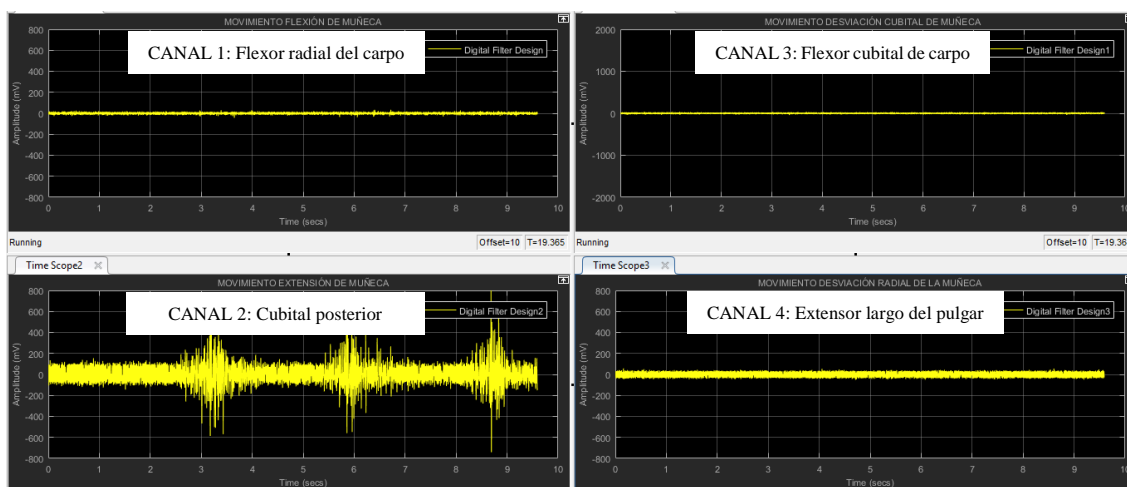 MOVIMIENTO FLEXIÓN DE MUÑECA
CANAL 1: Flexor radial del carpo
Digital Filter Design
Amplitude (mV)
800
600
400
200
0
-200
-400
-600
-800
0 1 2 3 4 5 6 7 8 9 10
Time (secs)
Running
Offset=10 T=19.365
MOVIMIENTO DESVIACIÓN CUBITAL DE MUÑECA
CANAL 3: Flexor cubital de carpo
Digital Filter Design1
Amplitude (mV)
2000
1000
0
-1000
-2000
0 1 2 3 4 5 6 7 8 9 10
Time (secs)
Running
Offset=10 T=19.36
Time Scope2
MOVIMIENTO EXTENSIÓN DE MUÑECA
CANAL 2: Cubital posterior
Digital Filter Design2
Amplitude (mV)
800
400
200
0
-200
-400
-600
-800
0 1 2 3 4 5 6 7 8 9 10
Time (secs)
Time Scope3
MOVIMIENTO DESVIACIÓN RADIAL DE LA MUÑECA
CANAL 4: Extensor largo del pulgar
Digital Filter Design3
Amplitude (mV)
800
600
400
200
0
-200
-400
-600
-800
0 1 2 3 4 5 6 7 8 9 10
Time (secs)